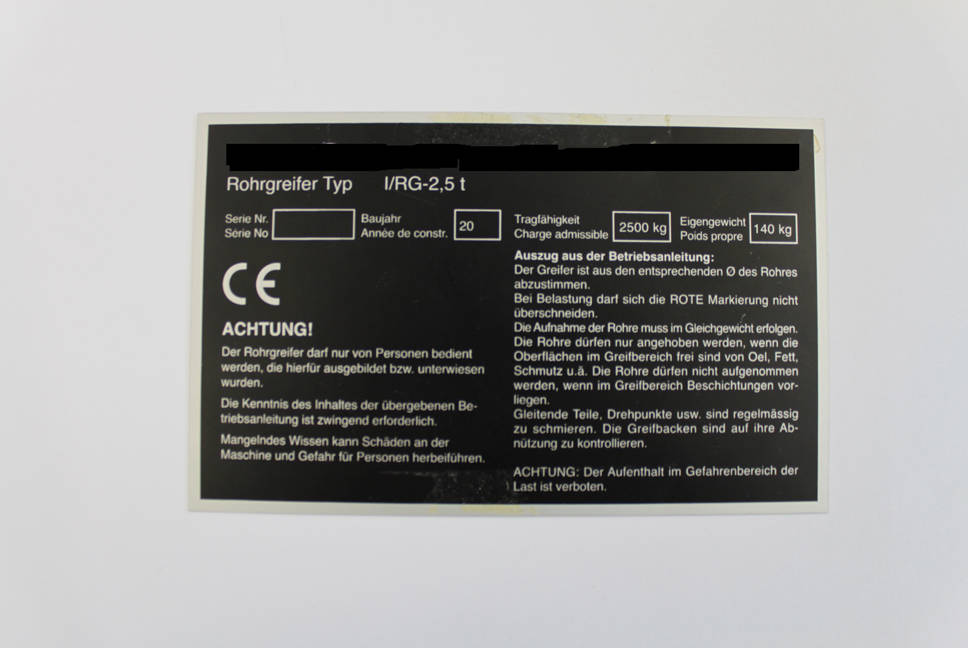 Rohrgreifer Typ I/RG-2,5 t
Serie Nr.
Série No
Baujahr
Année de constr.
20
Tragfähigkeit
Charge admissible
2500 kg
Eigengewicht
Poids propre
140 kg
CE
ACHTUNG!
Der Rohrgreifer darf nur von Personen bedient
werden, die hierfür ausgebildet bzw. unterwiesen
wurden.
Die Kenntnis des Inhaltes der übergebenen Be-
triebsanleitung ist zwingend erforderlich.
Mangelndes Wissen kann Schäden an der
Maschine und Gefahr für Personen herbeiführen.
Auszug aus der Betriebsanleitung:
Der Greifer ist aus den entsprechenden Ø des Rohres
abzustimmen.
Bei Belastung darf sich die ROTE Markierung nicht
überschneiden.
Die Aufnahme der Rohre muss im Gleichgewicht erfolgen.
Die Rohre dürfen nur angehoben werden, wenn die
Oberflächen im Greifbereich frei sind von Oel, Fett,
Schmutz u.ä. Die Rohre dürfen nicht aufgenommen
werden, wenn im Greifbereich Beschichtungen vor-
liegen.
Gleitende Teile, Drehpunkte usw. sind regelmässig
zu schmieren. Die Greifbacken sind auf ihre Ab-
nützung zu kontrollieren.
ACHTUNG: Der Aufenthalt im Gefahrenbereich der
Last ist verboten.